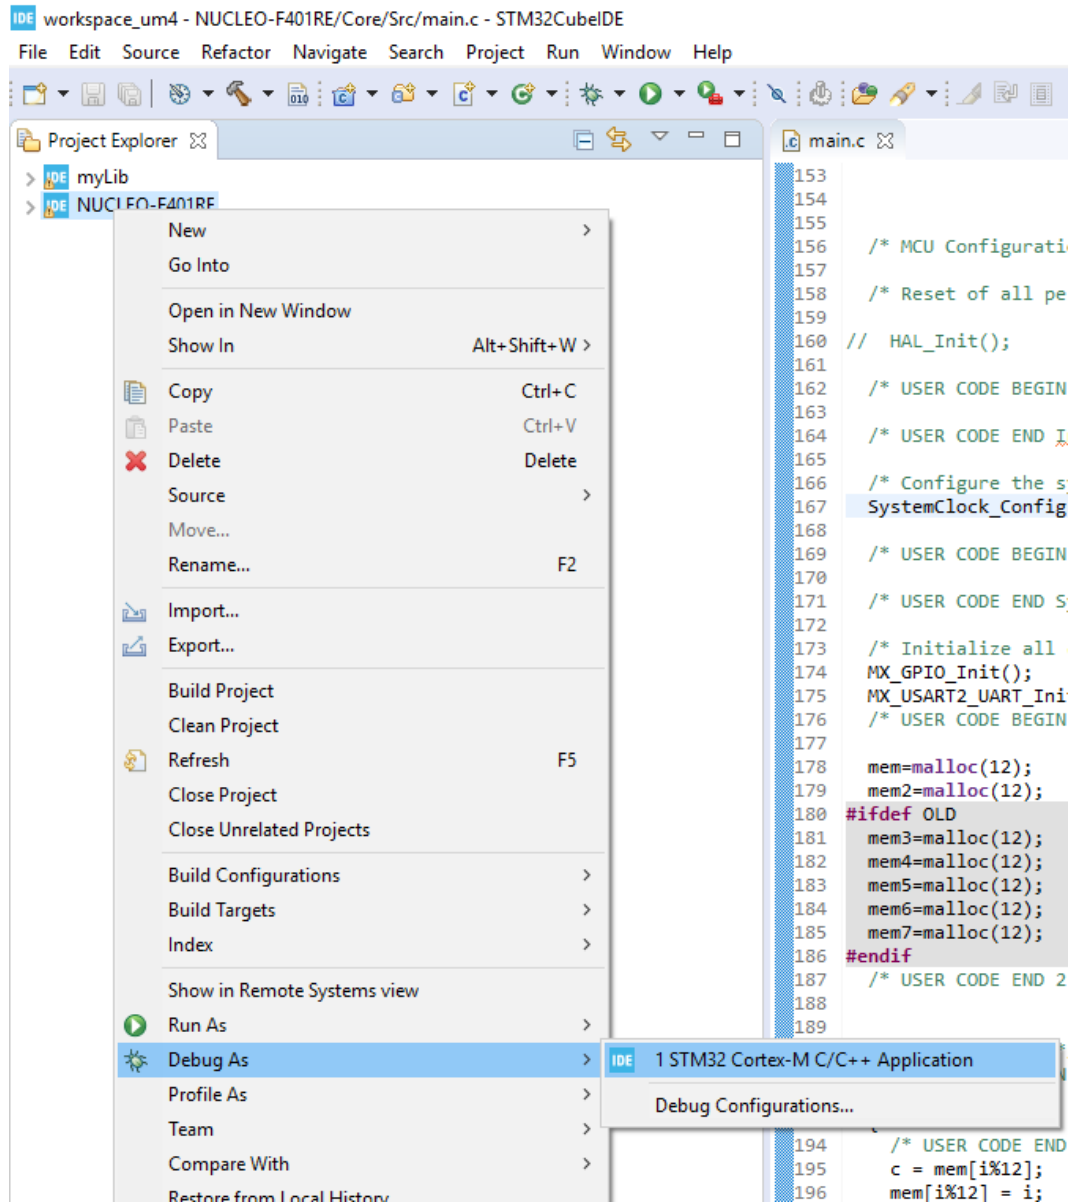 IDE workspace_um4 - NUCLEO-F401RE/Core/Src/main.c - STM32CubeIDE
File Edit Source Refactor Navigate Search Project Run Window Help
010
Project Explorer
main.c
IDE myLib
IDE NUCLEO-F401RE
New
Go Into
Open in New Window
Show In Alt+Shift+W >
Copy Ctrl+C
Paste Ctrl+V
Delete Delete
Source >
Move...
Rename... F2
Import...
Export...
Build Project
Clean Project
Refresh F5
Close Project
Close Unrelated Projects
Build Configurations >
Build Targets >
Index >
Show in Remote Systems view
Run As >
Debug As >
Profile As >
Team >
Compare With >
Restore from Local History
IDE 1 STM32 Cortex-M C/C++ Application
Debug Configurations...
153
154
155
156 /* MCU Configurati
157
158 /* Reset of all pe
159
160 // HAL_Init();
161
162 /* USER CODE BEGIN
163
164 /* USER CODE END I
165
166 /* Configure the s
167 SystemClock_Config
168
169 /* USER CODE BEGIN
170
171 /* USER CODE END S
172
173 /* Initialize all
174 MX_GPIO_Init();
175 MX_USART2_UART_Ini
176 /* USER CODE BEGIN
177
178 mem=malloc(12);
179 mem2=malloc(12);
180 #ifdef OLD
181 mem3=malloc(12);
182 mem4=malloc(12);
183 mem5=malloc(12);
184 mem6=malloc(12);
185 mem7=malloc(12);
186 #endif
187 /* USER CODE END 2
188
189
194 /* USER CODE END
195 c = mem[i%12];
196 mem[i%12] = i;